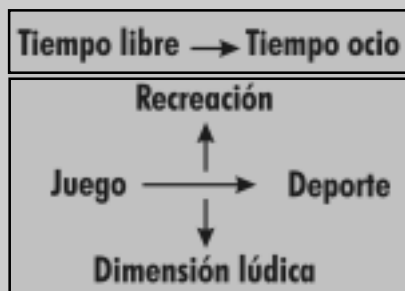 Tiempo libre → Tiempo ocio
Recreación
Juego → Deporte
Dimensión lúdica